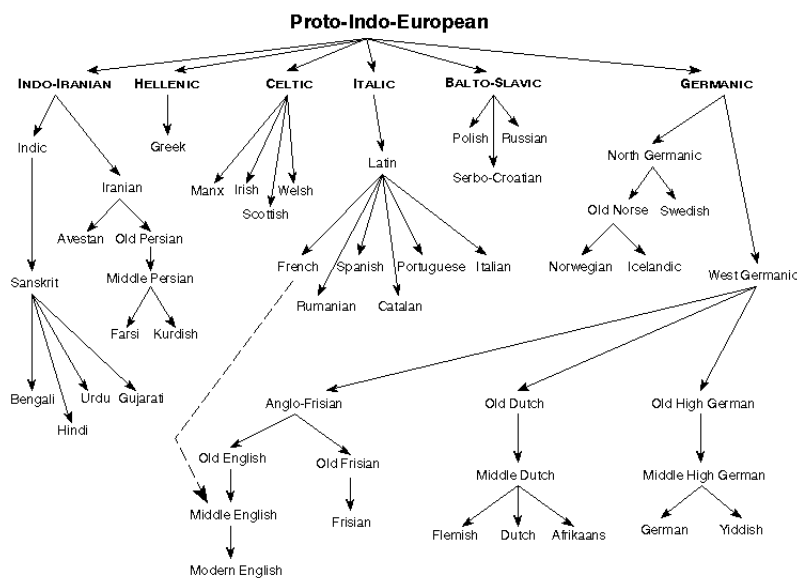 Proto-Indo-European
INDO-IRANIAN HELLENIC CELTIC ITALIC BALTO-SLAVIC GERMANIC
Polish Russian
Indic Greek North Germanic
Latin
Serbo-Croatian
Iranian Manx Irish Welsh
Scottish Old Norse Swedish
Avestan Old Persian
French Spanish Portuguese Italian Norwegian Icelandic
Sanskrit Middle Persian West Germanic
Rumanian Catalan
Farsi Kurdish
Bengali Urdu Gujarati Anglo-Frisian Old Dutch Old High German
Hindi
Old English Old Frisian
Middle Dutch Middle High German
Middle English Frisian
Flemish Dutch Afrikaans German Yiddish
Modern English